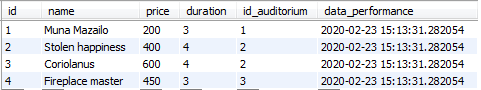 id name price duration id_auditorium data_performance
1 Muna Mazailo 200 3 1 2020-02-23 15:13:31.282054
2 Stolen happiness 400 4 2 2020-02-23 15:13:31.282054
3 Coriolanus 600 4 2 2020-02-23 15:13:31.282054
4 Fireplace master 450 3 3 2020-02-23 15:13:31.282054